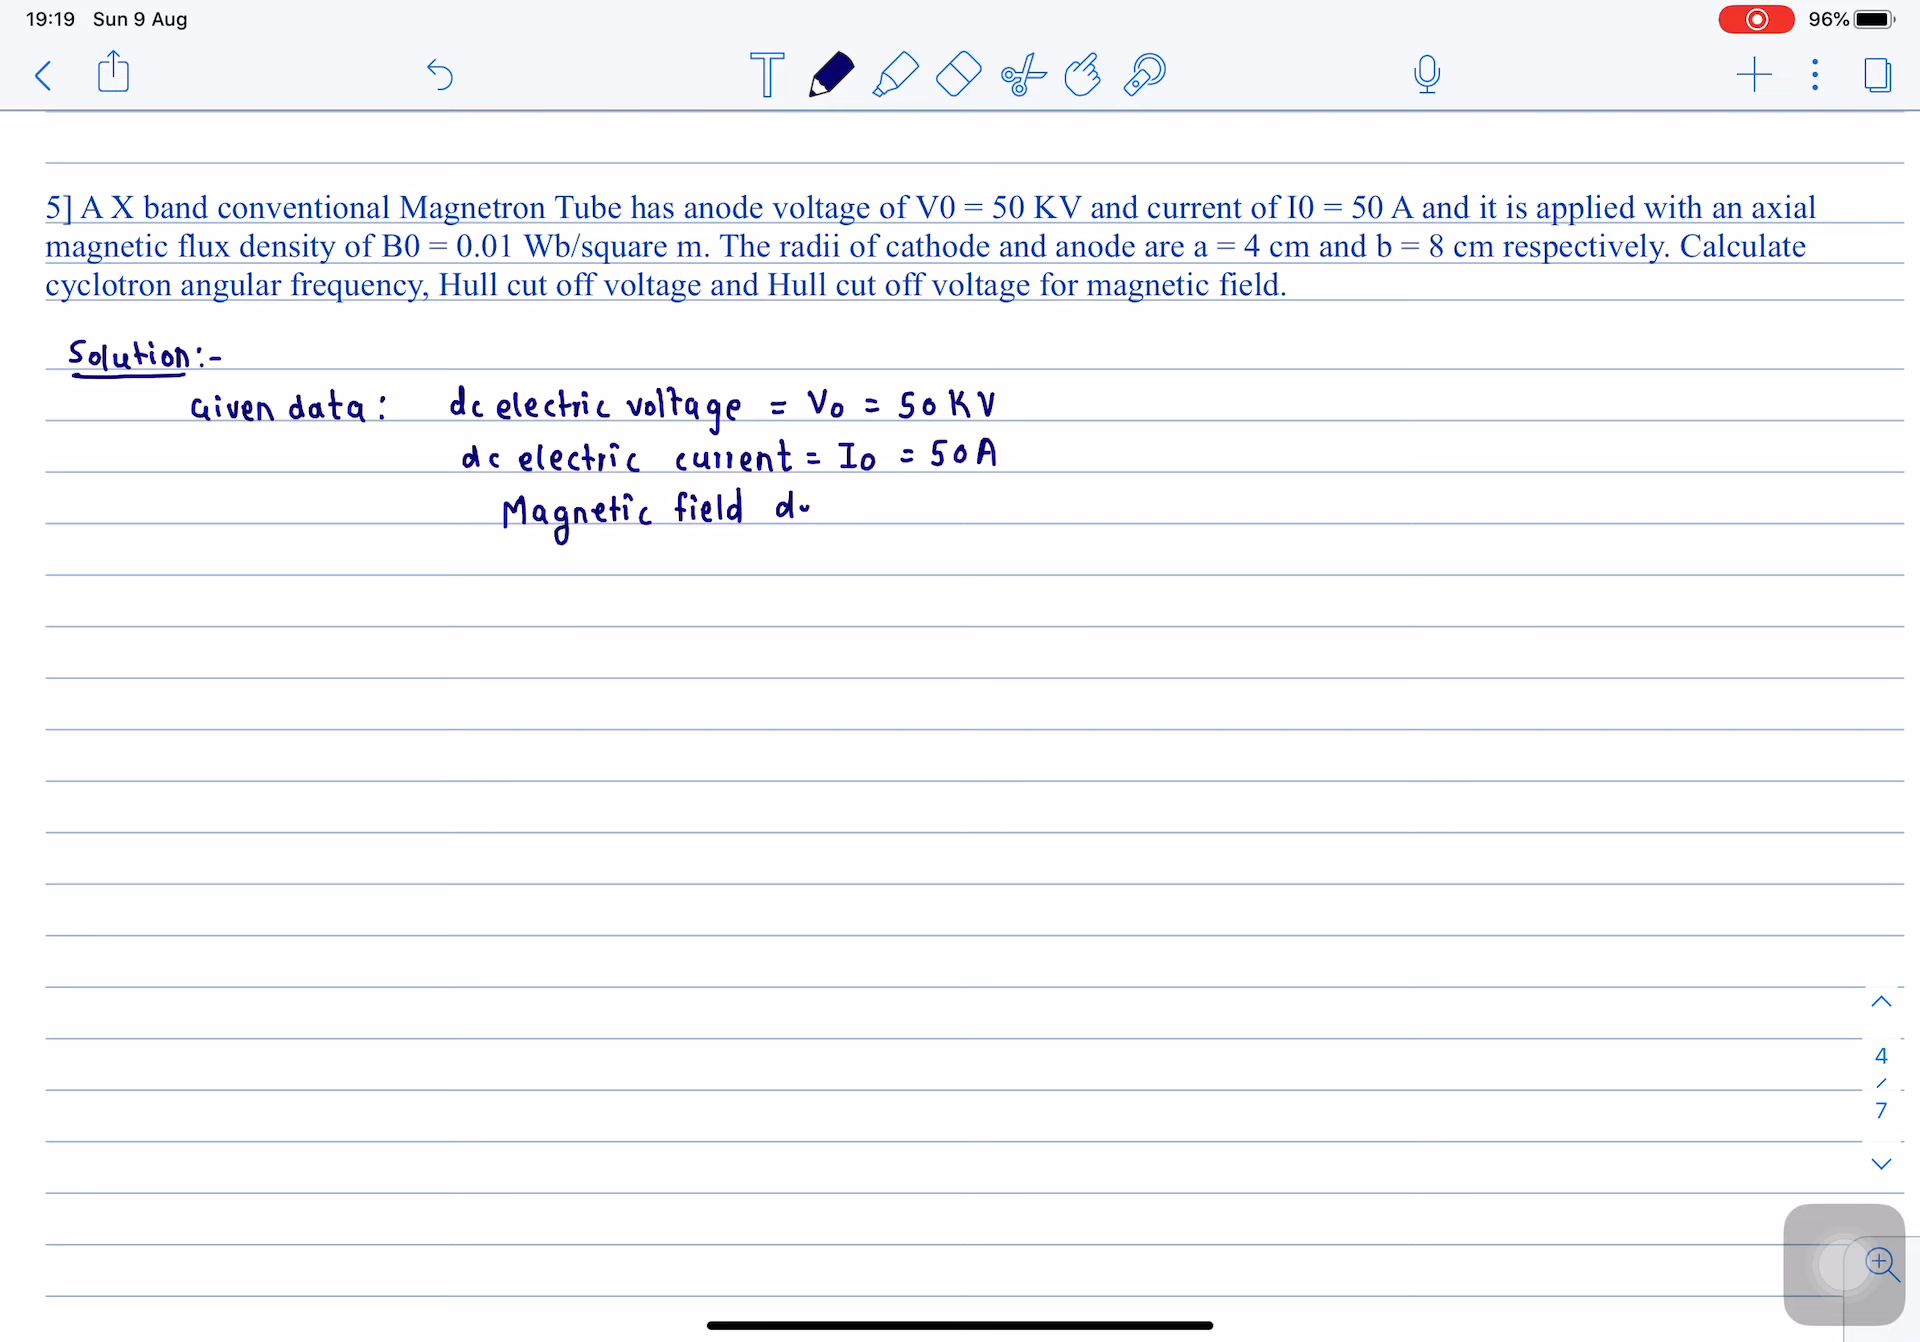 19:19 Sun 9 Aug
96%
5] A X band conventional Magnetron Tube has anode voltage of V0 = 50 KV and current of I0 = 50 A and it is applied with an axial
magnetic flux density of B0 = 0.01 Wb/square m. The radii of cathode and anode are a = 4 cm and b = 8 cm respectively. Calculate
cyclotron angular frequency, Hull cut off voltage and Hull cut off voltage for magnetic field.
Solution:-
Given data: dc electric voltage = Vo = 50 KV
dc electric current = Io = 50A
Magnetic field d
4
/
7